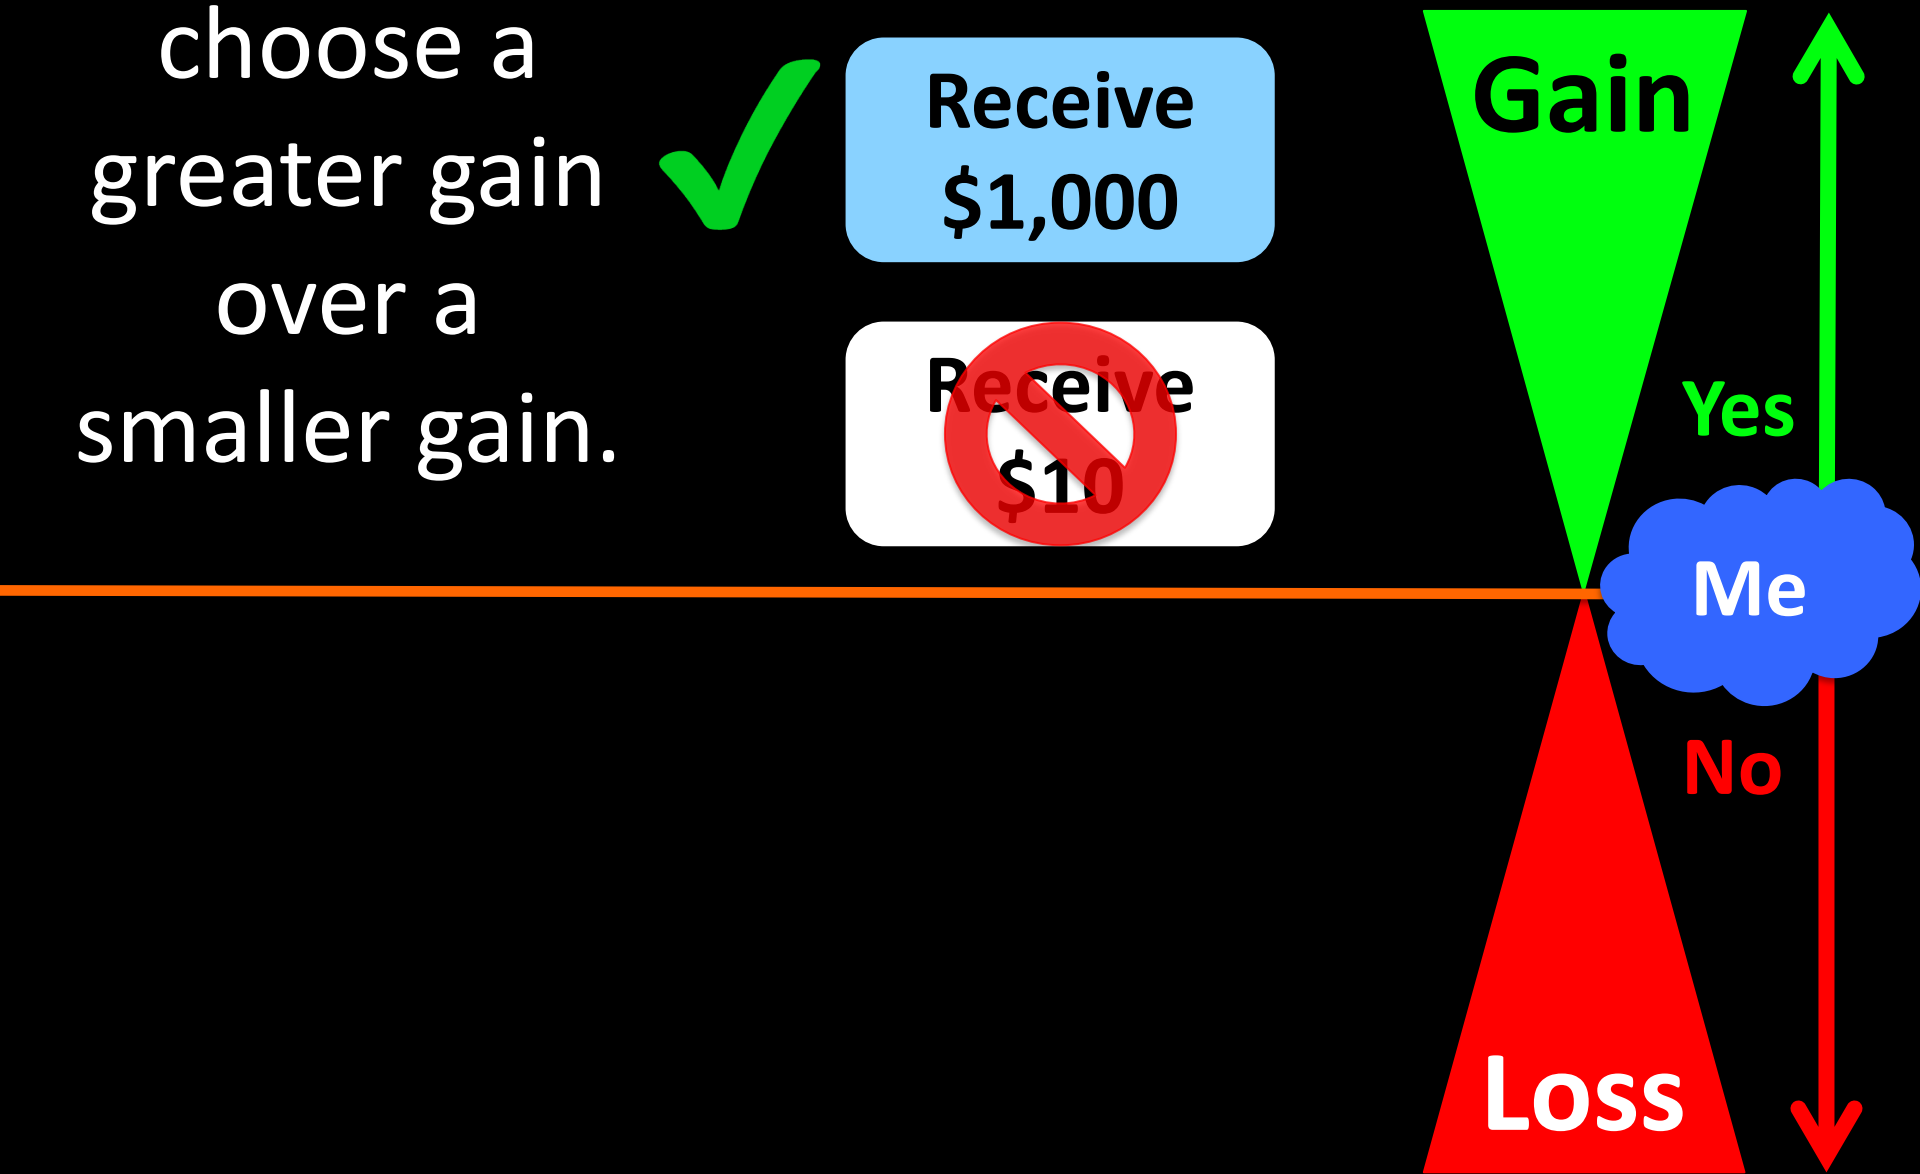 choose a
greater gain
over a
smaller gain.
Receive
$1,000
Receive
$10
Gain
Yes
Me
No
Loss